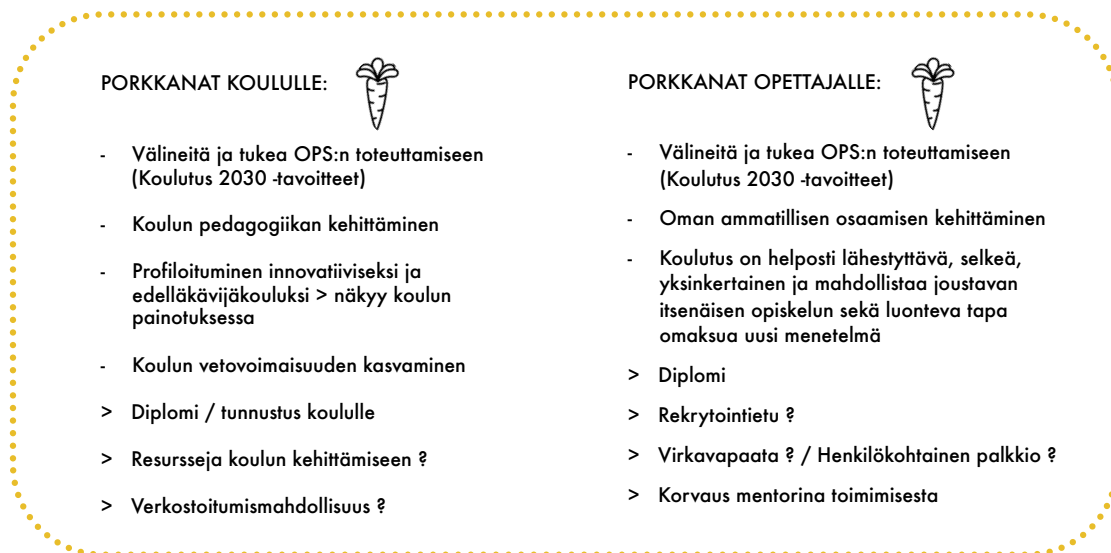 PORKKANAT KOULULLE:
- Välineitä ja tukea OPS:n toteuttamiseen
(Koulutus 2030 -tavoitteet)
- Koulun pedagogiikan kehittäminen
- Profiloituminen innovatiiviseksi ja
edelläkävijäkouluksi > näkyy koulun
painotuksessa
- Koulun vetovoimaisuuden kasvaminen
> Diplomi / tunnustus koululle
> Resursseja koulun kehittämiseen ?
> Verkostoitumismahdollisuus ?
PORKKANAT OPETTAJALLE:
- Välineitä ja tukea OPS:n toteuttamiseen
(Koulutus 2030 -tavoitteet)
- Oman ammatillisen osaamisen kehittäminen
- Koulutus on helposti lähestyttävä, selkeä,
yksinkertainen ja mahdollistaa joustavan
itsenäisen opiskelun sekä luonteva tapa
omaksua uusi menetelmä
> Diplomi
> Rekrytointietu ?
> Virkavapaata ? / Henkilökohtainen palkkio ?
> Korvaus mentorina toimimisesta